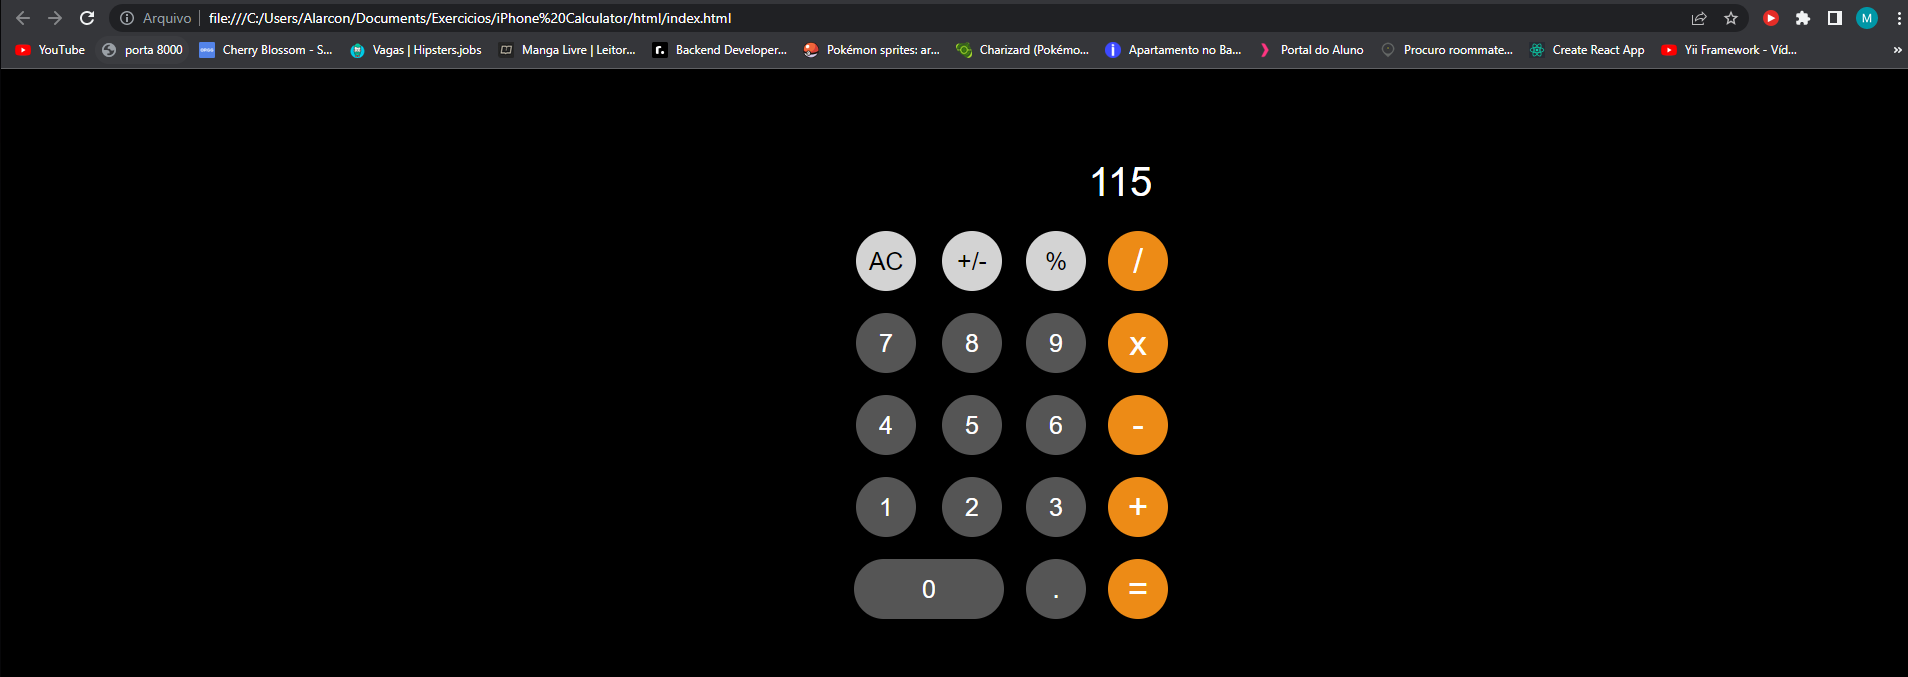 Arquivo file:///C:/Users/Alarcon/Documents/Exercicios/iPhone%20Calculator/html/index.html M
YouTube porta 8000 Cherry Blossom - S... Vagas | Hipsters.jobs Manga Livre | Leitor... Backend Developer... Pokémon sprites: ar... Charizard (Pokémo... Apartamento no Ba... Portal do Aluno Procuro roommate... Create React App Yii Framework - Víd... »
115
AC +/- % /
7 8 9 x
4 5 6 -
1 2 3 +
0 . =